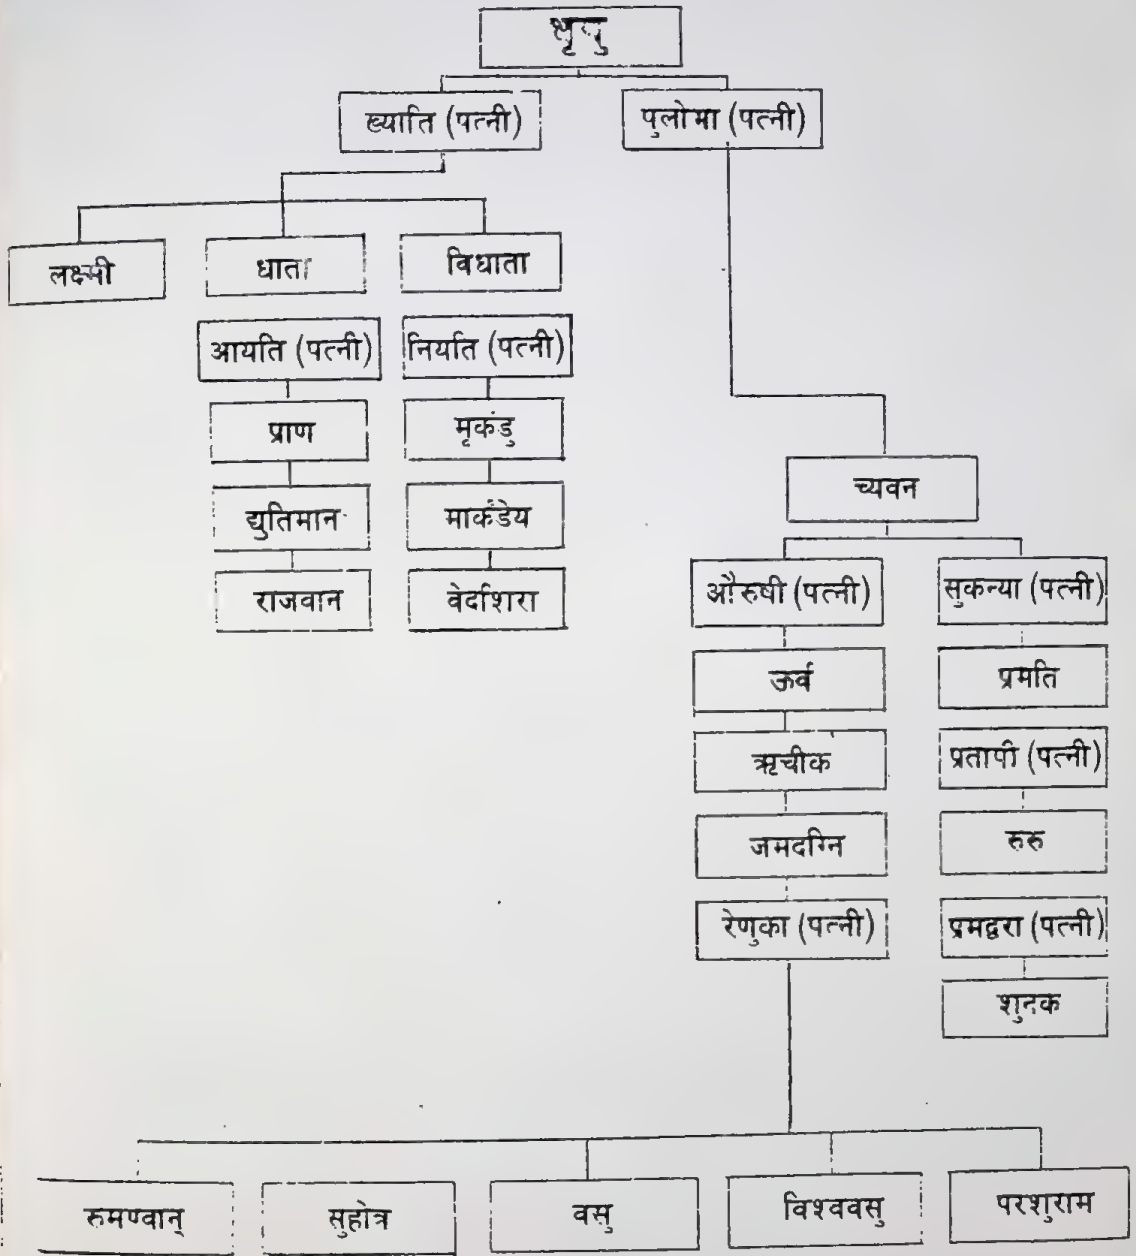 भृगु
ख्याति (पत्नी) पुलोमा (पत्नी)
लक्ष्मी धाता विधाता
आयति (पत्नी) नियति (पत्नी)
प्राण मृकंडु
च्यवन
द्युतिमान मार्कंडेय
औरुषी (पत्नी) सुकन्या (पत्नी)
राजवान वेदशिरा
ऊर्व प्रमति
ऋचीक प्रतापी (पत्नी)
जमदग्नि रुरु
रेणुका (पत्नी) प्रमद्वरा (पत्नी)
शुनक
रुमण्वान् सुहोत्र वसु विश्ववसु परशुराम